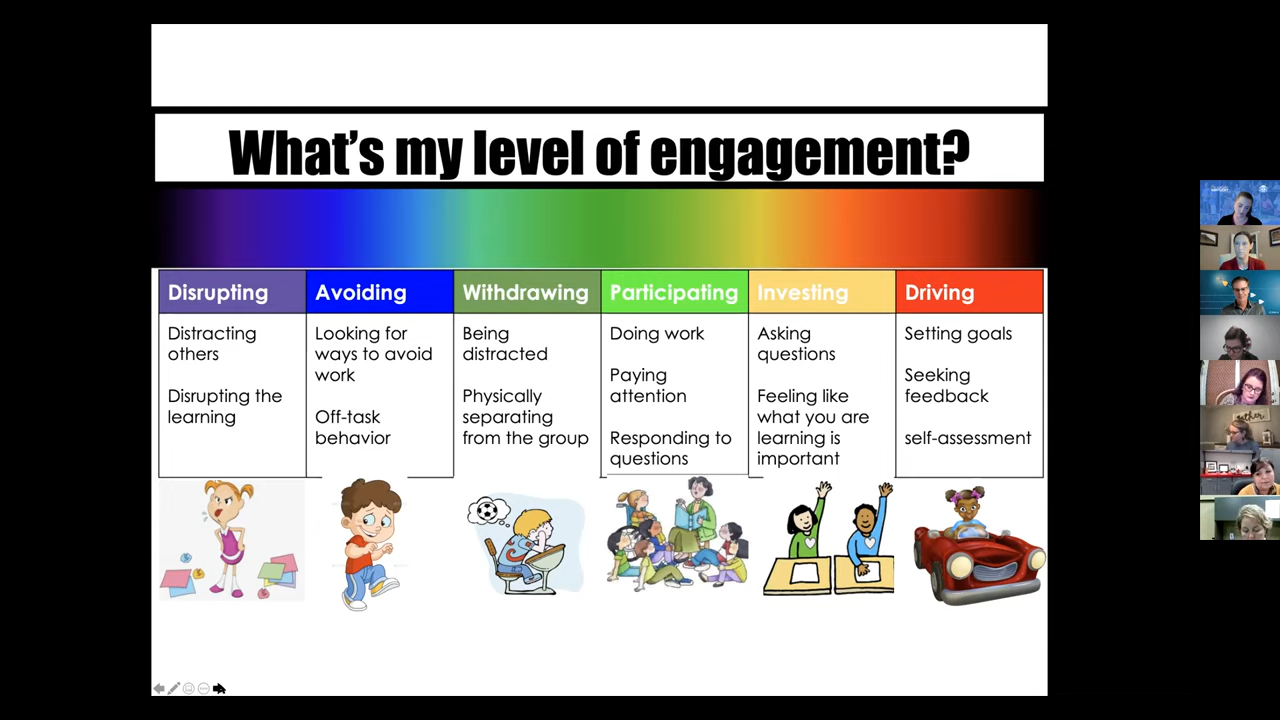 What's my level of engagement?
Disrupting
Distracting
others
Disrupting the
learning
Avoiding
Looking for
ways to avoid
work
Off-task
behavior
Withdrawing
Being
distracted
Physically
separating
from the group
Participating
Doing work
Paying
attention
Responding to
questions
Investing
Asking
questions
Feeling like
what you are
learning is
important
Driving
Setting goals
Seeking
feedback
self-assessment
gather